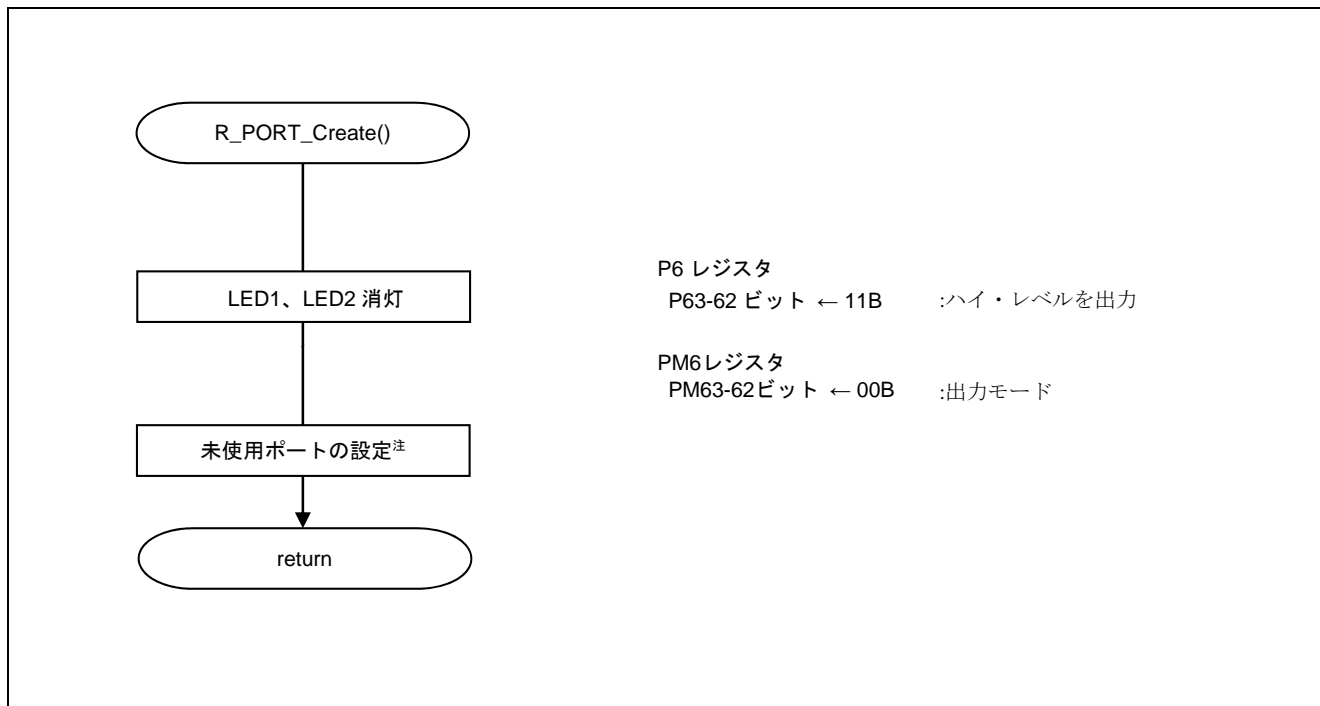 R_PORT_Create()
LED1、LED2 消灯
未使用ポートの設定注
return
P6 レジスタ
P63-62 ビット ← 11B :ハイ・レベルを出力
PM6レジスタ
PM63-62ビット ← 00B :出力モード